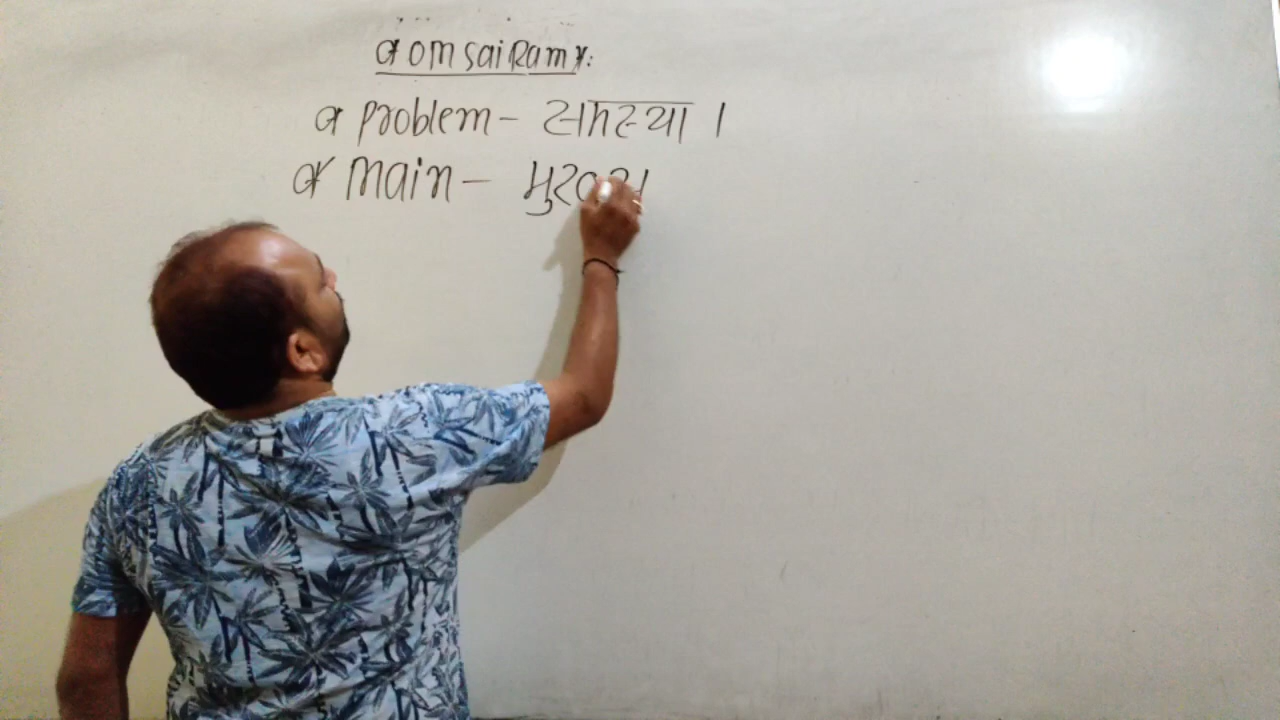 om sai Ram:
problem - समस्या ।
main - मुख्य